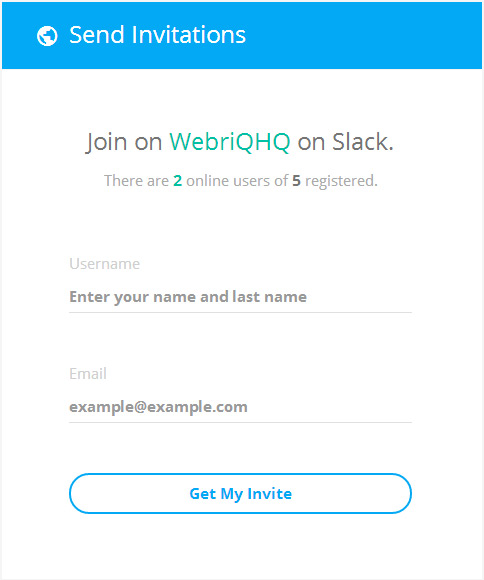 Send Invitations
Join on WebriQHQ on Slack.
There are 2 online users of 5 registered.
Username
Enter your name and last name
Email
example@example.com
Get My Invite